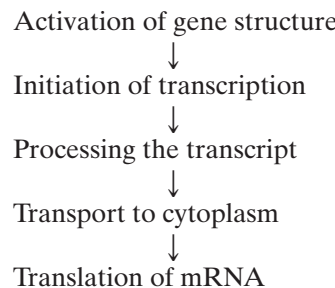 Activation of gene structure
Initiation of transcription
Processing the transcript
Transport to cytoplasm
Translation of mRNA